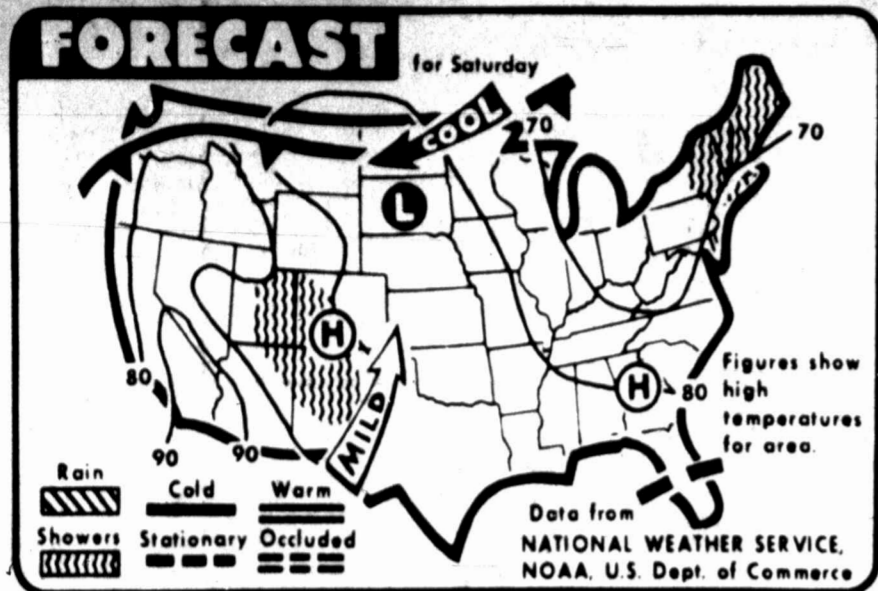 FORECAST
for Saturday
COOL
70
70
L
H
H
80
80
MILD
90
90
Figures show
high
temperatures
for area.
Rain
Cold
Warm
Showers
Stationary
Occluded
Data from
NATIONAL WEATHER SERVICE,
NOAA, U.S. Dept. of Commerce